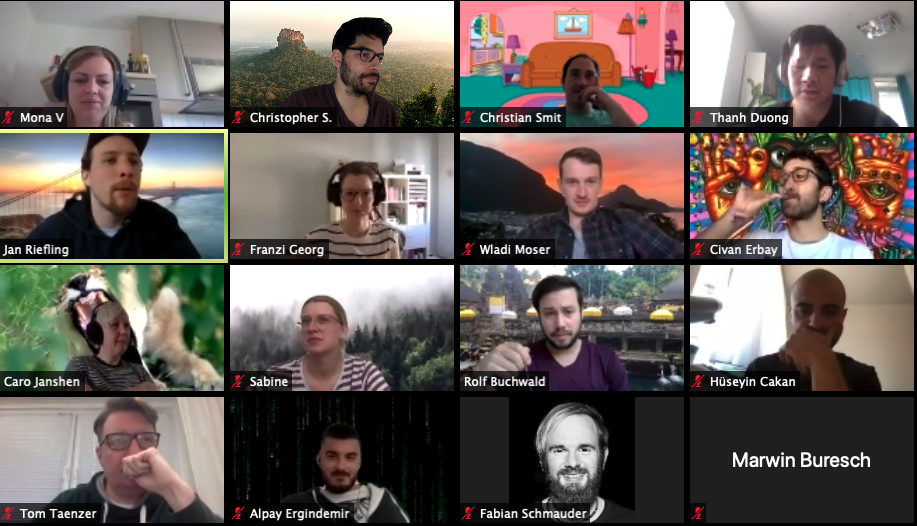 Mona V
Christopher S.
Christian Smit
Thanh Duong
Jan Riefling
Franzi Georg
Wladi Moser
Civan Erbay
Caro Janshen
Sabine
Rolf Buchwald
Hüseyin Cakan
Tom Taenzer
Alpay Ergindemir
Fabian Schmauder
Marwin Buresch